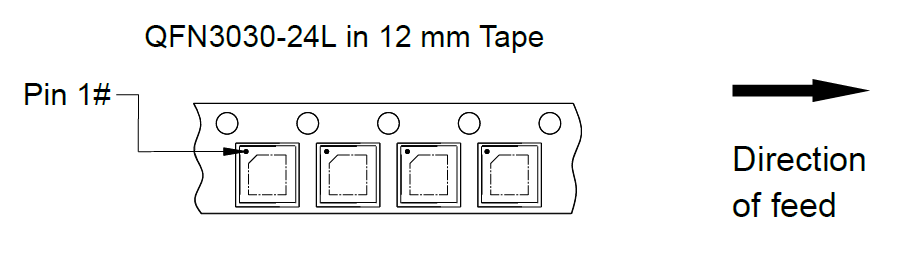 QFN3030-24L in 12 mm Tape
Pin 1#
Direction
of feed